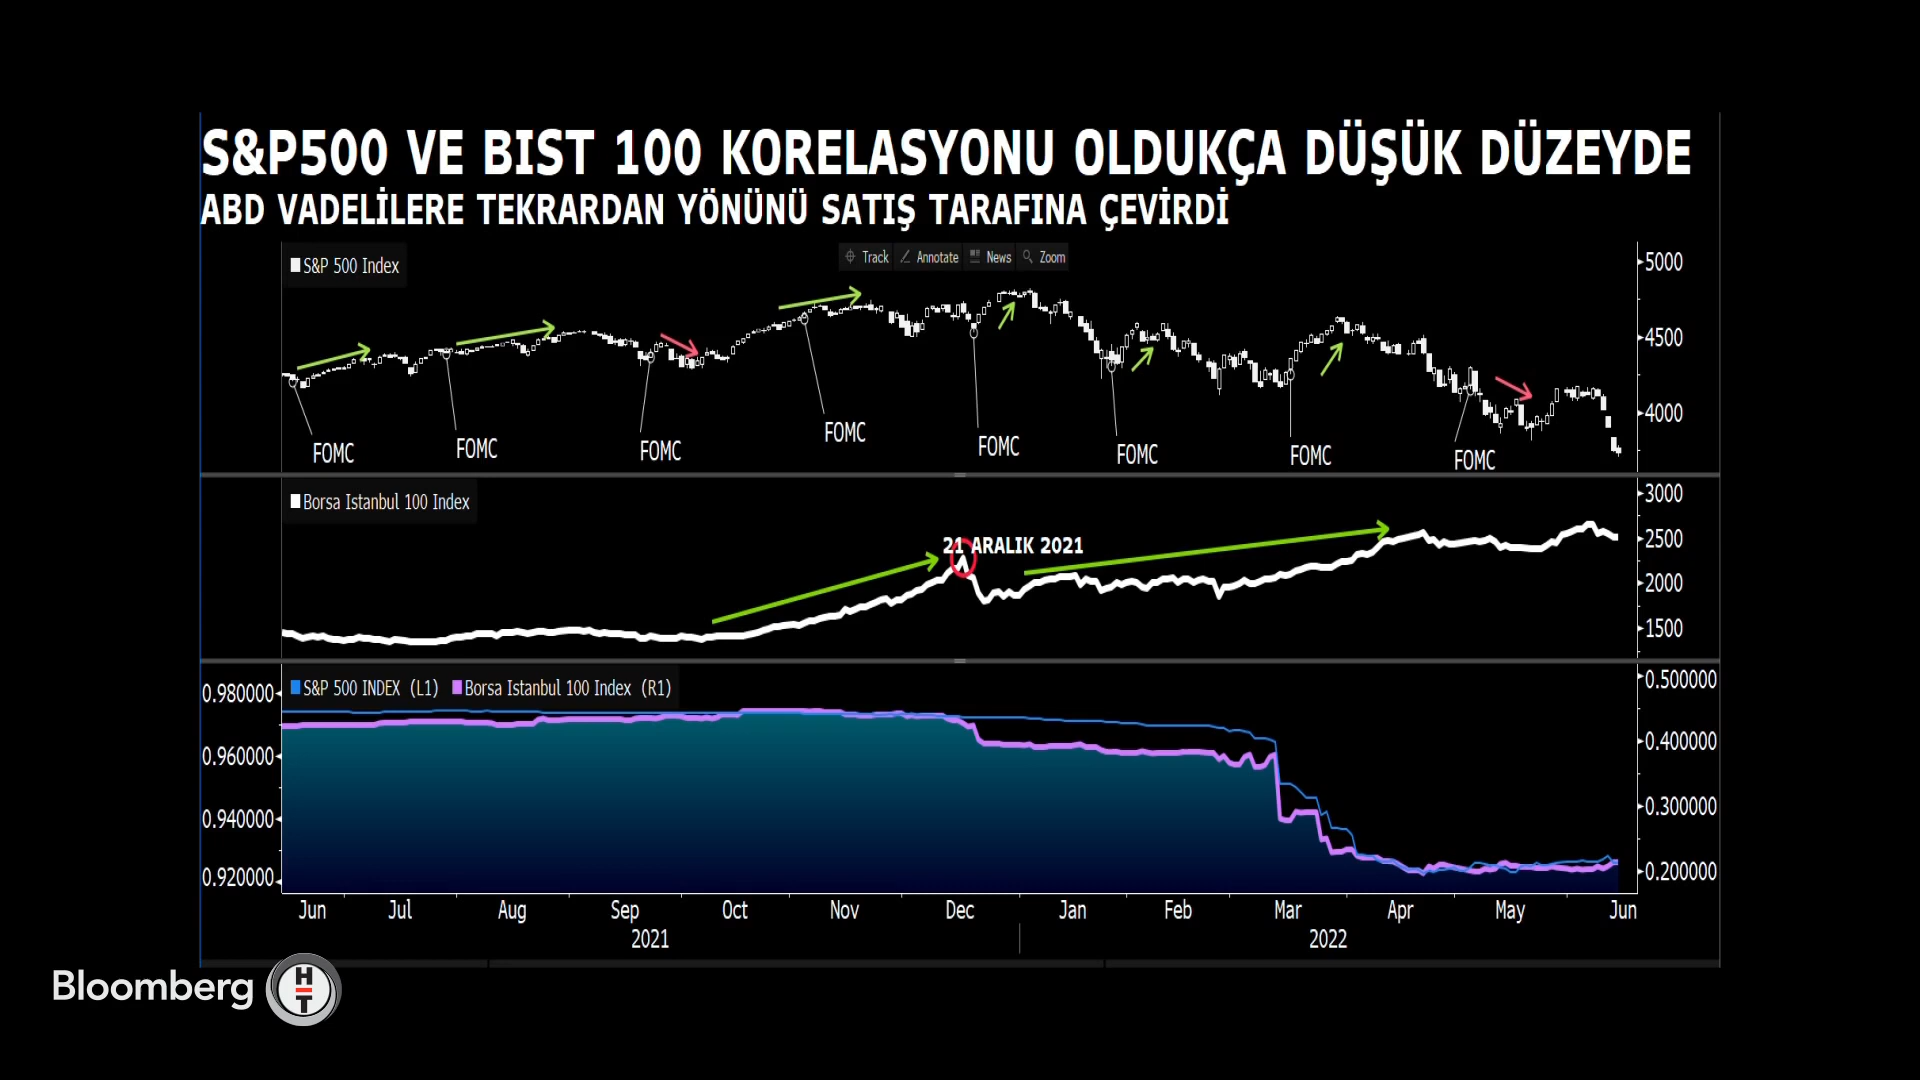 S&P500 VE BIST 100 KORELASYONU OLDUKÇA DÜŞÜK DÜZEYDE
ABD VADELİLERE TEKRARDAN YÖNÜNÜ SATIŞ TARAFINA ÇEVİRDİ
S&P 500 Index
Track Annotate News Zoom
5000
4500
4000
FOMC FOMC FOMC FOMC FOMC FOMC FOMC FOMC
Borsa Istanbul 100 Index
21 ARALIK 2021
3000
2500
2000
1500
S&P 500 INDEX (L1) Borsa Istanbul 100 Index (R1)
0.980000
0.960000
0.940000
0.920000
0.500000
0.400000
0.300000
0.200000
Jun Jul Aug Sep Oct Nov Dec Jan Feb Mar Apr May Jun
2021 2022
Bloomberg HT